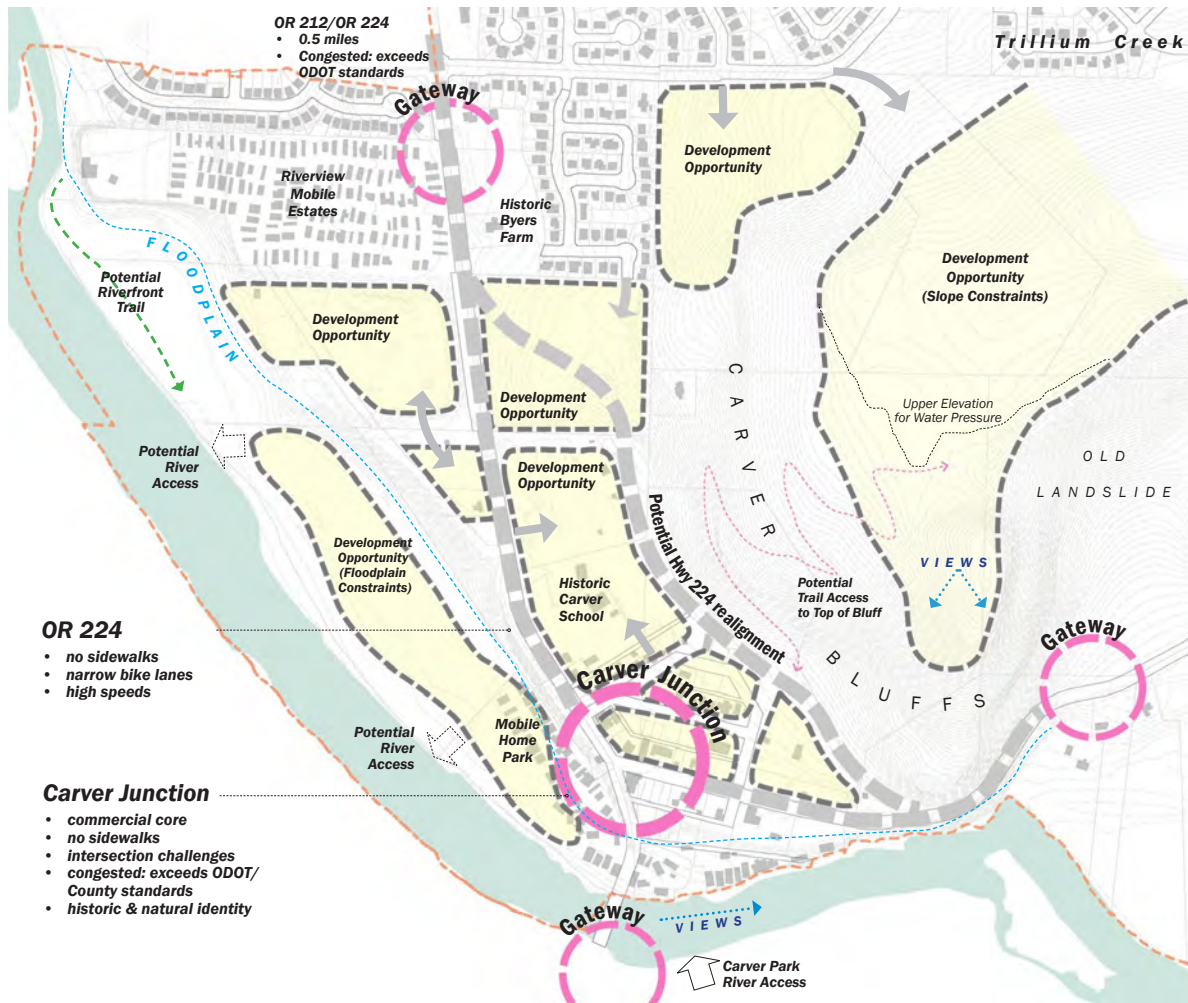 OR 212/OR 224
• 0.5 miles
• Congested: exceeds
ODOT standards
Trillium Creek
Gateway
Development
Opportunity
Riverview
Mobile
Estates
Historic
Byers
Farm
FLOODPLAIN
Potential
Riverfront
Trail
Development
Opportunity
(Slope Constraints)
Development
Opportunity
Development
Opportunity
CARVER
BLUFFS
Upper Elevation
for Water Pressure
OLD
LANDSLIDE
Potential
River
Access
Development
Opportunity
Potential Hwy 224 realignment
Development
Opportunity
(Floodplain
Constraints)
Historic
Carver
School
VIEWS
Potential
Trail Access
to Top of Bluff
OR 224
• no sidewalks
• narrow bike lanes
• high speeds
Gateway
Carver Junction
Mobile
Home
Park
Potential
River
Access
Carver Junction
• commercial core
• no sidewalks
• intersection challenges
• congested: exceeds ODOT/
County standards
• historic & natural identity
Gateway
VIEWS
Carver Park
River Access